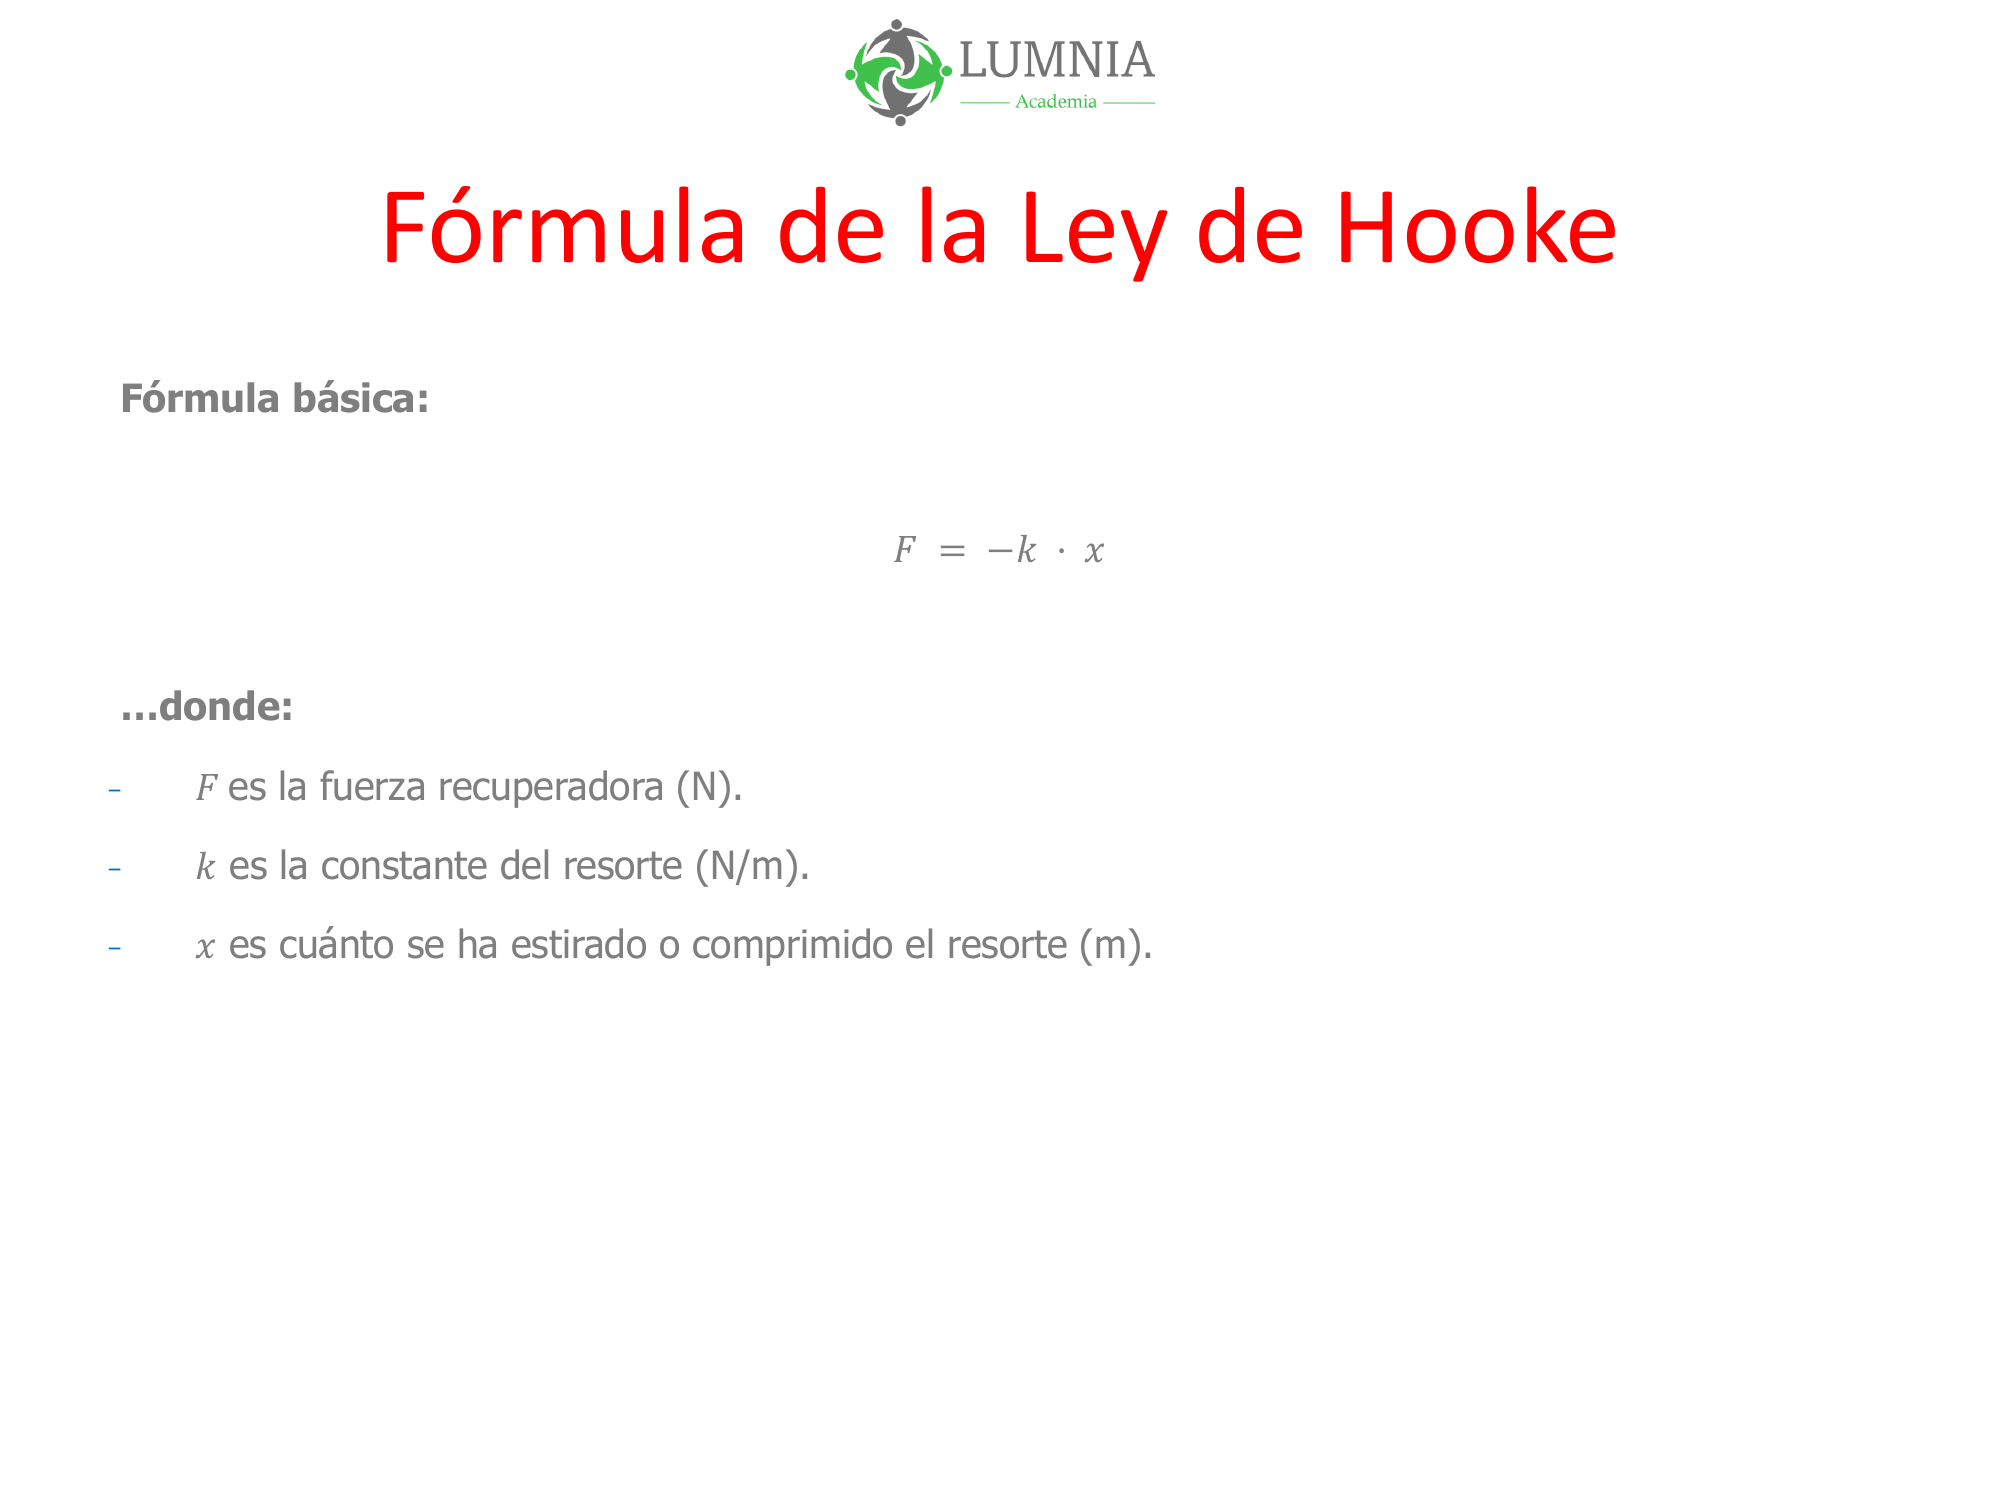 LUMNIA
Academia
Fórmula de la Ley de Hooke
Fórmula básica:
F = −k · x
...donde:
– F es la fuerza recuperadora (N).
– k es la constante del resorte (N/m).
– x es cuánto se ha estirado o comprimido el resorte (m).